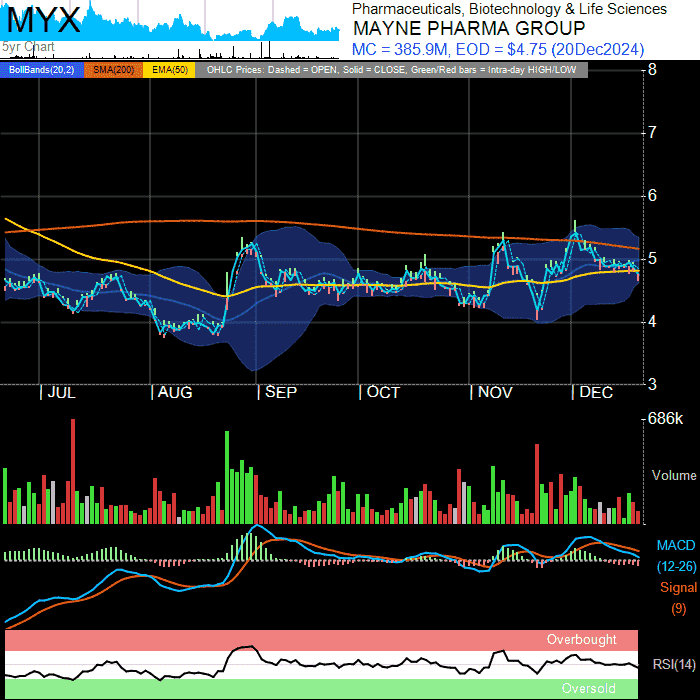 MYX
5yr Chart
Pharmaceuticals, Biotechnology & Life Sciences
MAYNE PHARMA GROUP
MC = 385.9M, EOD = $4.75 (20Dec2024)
BollBands(20,2) SMA(200) EMA(50) OHLC Prices: Dashed = OPEN, Solid = CLOSE, Green/Red bars = Intra-day HIGH/LOW
8
7
6
5
4
3
| JUL | AUG | SEP | OCT | NOV | DEC
686k
Volume
MACD
(12-26)
Signal
(9)
Overbought
RSI(14)
Oversold